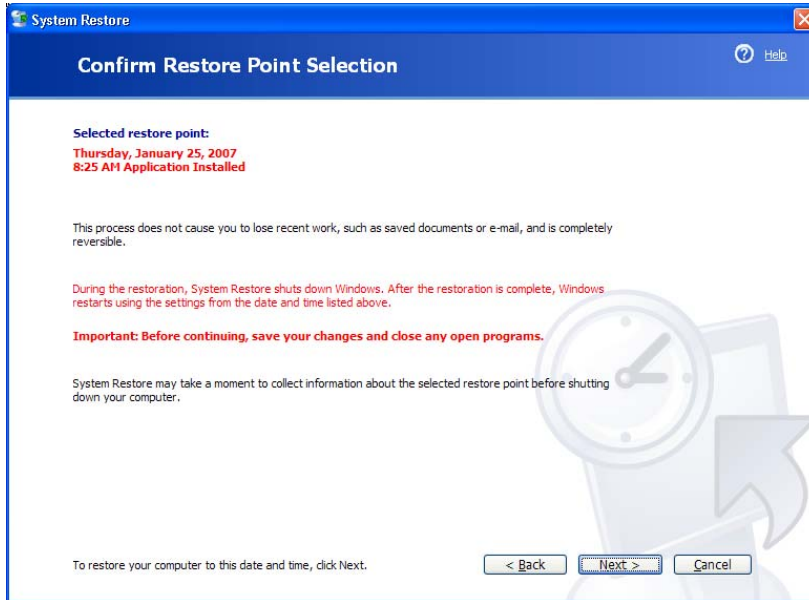 System Restore
Confirm Restore Point Selection
Help
Selected restore point:
Thursday, January 25, 2007
8:25 AM Application Installed
This process does not cause you to lose recent work, such as saved documents or e-mail, and is completely
reversible.
During the restoration, System Restore shuts down Windows. After the restoration is complete, Windows
restarts using the settings from the date and time listed above.
Important: Before continuing, save your changes and close any open programs.
System Restore may take a moment to collect information about the selected restore point before shutting
down your computer.
To restore your computer to this date and time, click Next.
< Back Next > Cancel